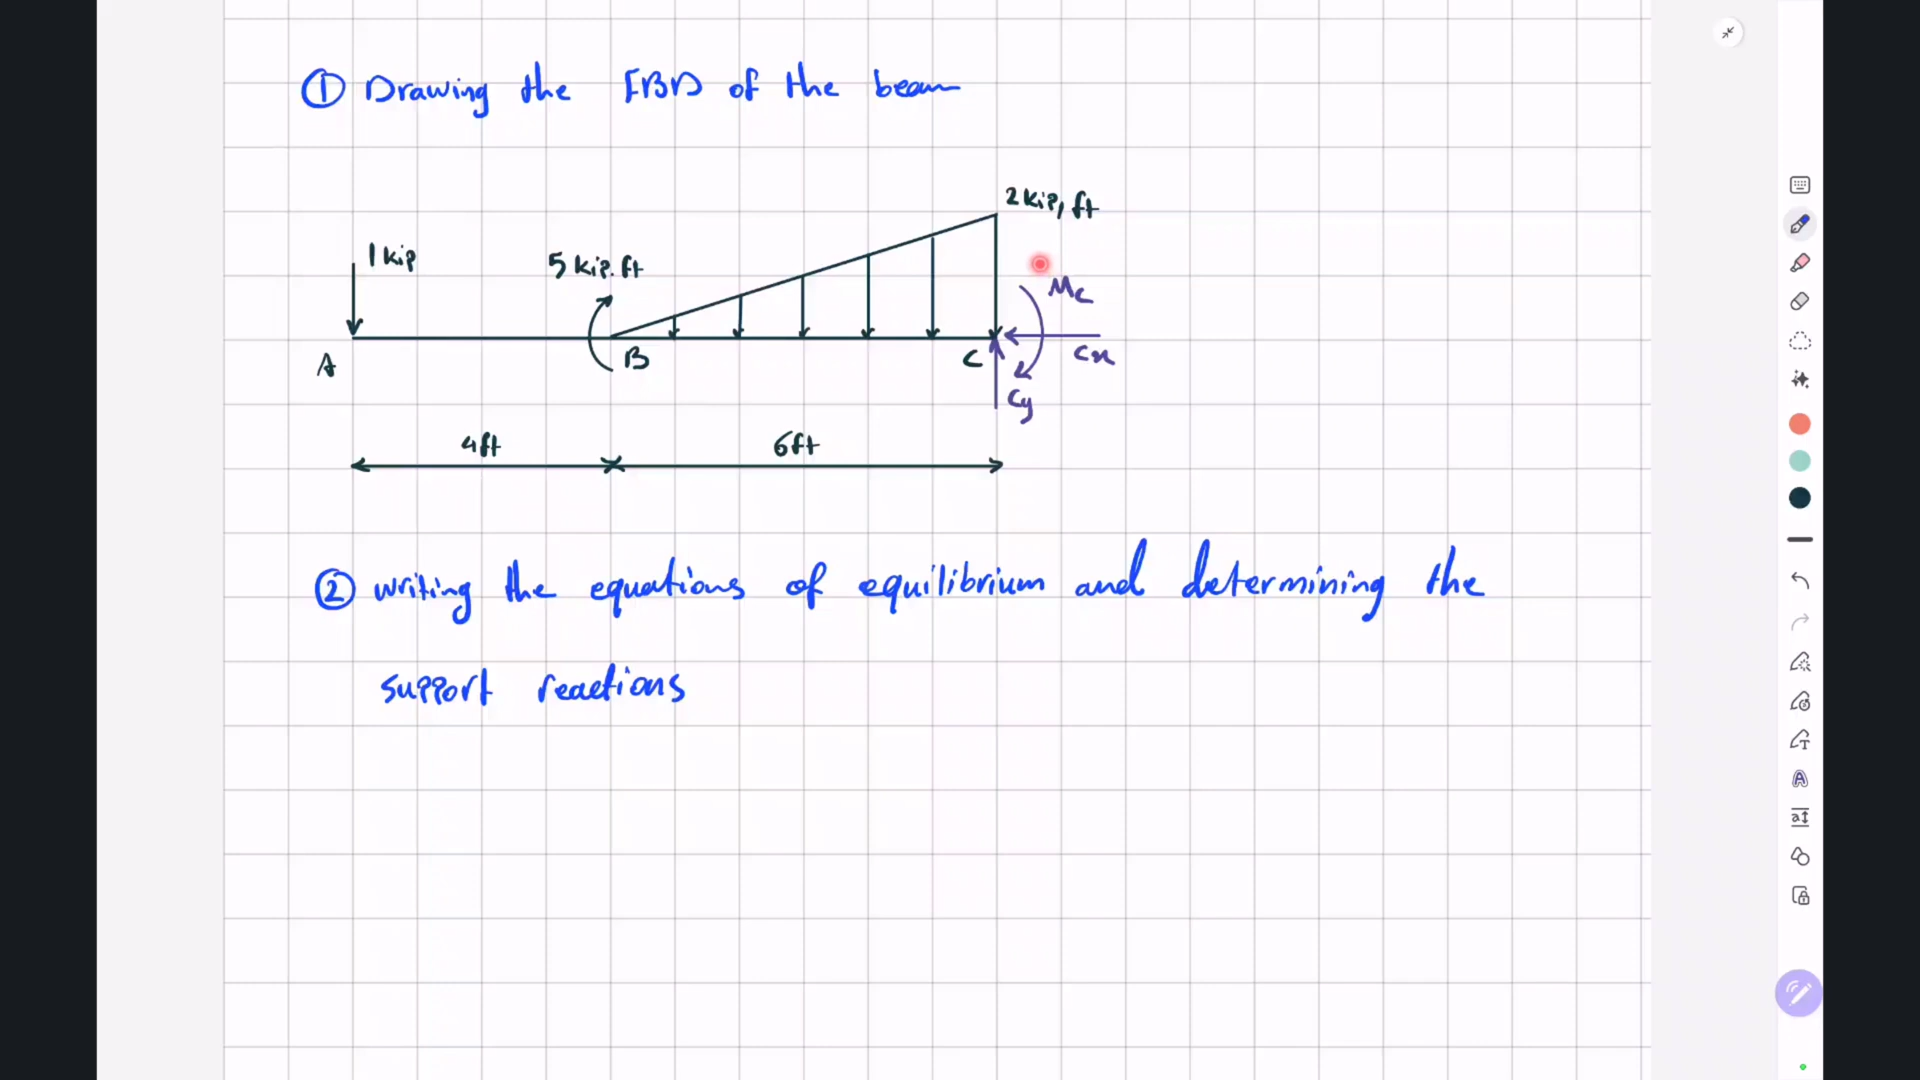 ① Drawing the FBD of the beam
2 kip/ft
1 kip
5 kip.ft
Mc
A
B
C
Cx
Cy
4ft
6ft
② writing the equations of equilibrium and determining the
support reactions